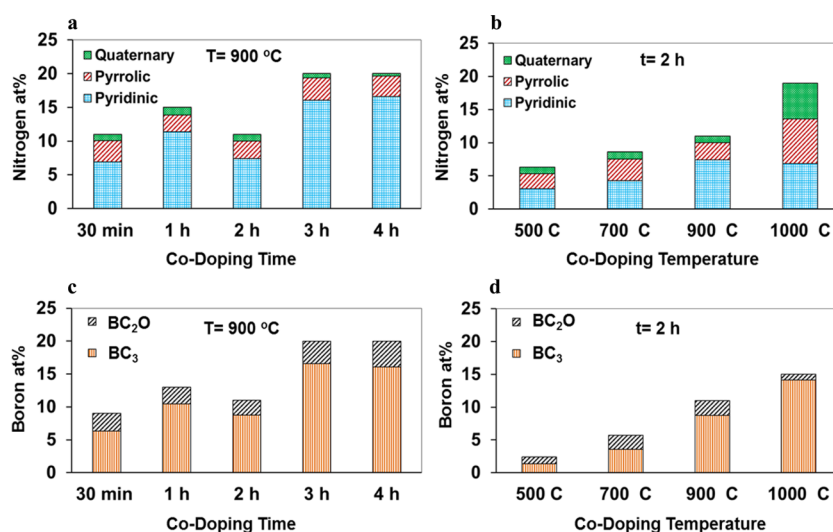 a
T= 900 °C
Quaternary
Pyrrolic
Pyridinic
Nitrogen at%
25
20
15
10
5
0
30 min 1 h 2 h 3 h 4 h
Co-Doping Time
b
t= 2 h
Quaternary
Pyrrolic
Pyridinic
Nitrogen at%
25
20
15
10
5
0
500 C 700 C 900 C 1000 C
Co-Doping Temperature
c
T= 900 °C
BC₂O
BC₃
Boron at%
25
20
15
10
5
0
30 min 1 h 2 h 3 h 4 h
Co-Doping Time
d
t= 2 h
BC₂O
BC₃
Boron at%
25
20
15
10
5
0
500 C 700 C 900 C 1000 C
Co-Doping Temperature